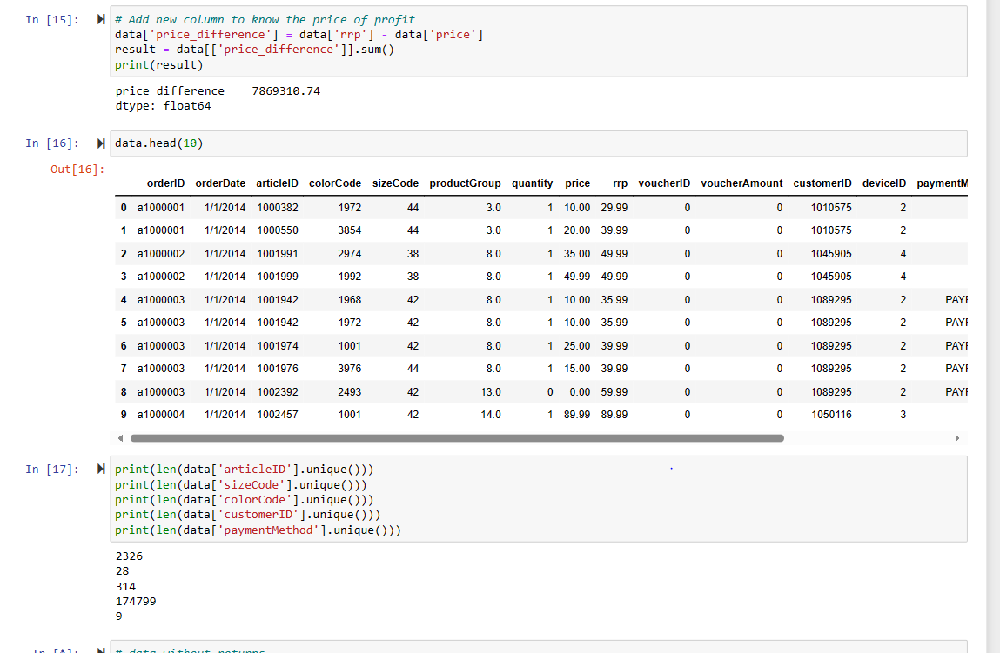 In [15]: # Add new column to know the price of profit
data['price_difference'] = data['rrp'] - data['price']
result = data[['price_difference']].sum()
print(result)
price_difference    7869310.74
dtype: float64
In [16]: data.head(10)
Out[16]:
orderID orderDate articleID colorCode sizeCode productGroup quantity price rrp voucherID voucherAmount customerID deviceID paymentM
0 a1000001 1/1/2014 1000382 1972 44 3.0 1 10.00 29.99 0 0 1010575 2
1 a1000001 1/1/2014 1000550 3854 44 3.0 1 20.00 39.99 0 0 1010575 2
2 a1000002 1/1/2014 1001991 2974 38 8.0 1 35.00 49.99 0 0 1045905 4
3 a1000002 1/1/2014 1001999 1992 38 8.0 1 49.99 49.99 0 0 1045905 4
4 a1000003 1/1/2014 1001942 1968 42 8.0 1 10.00 35.99 0 0 1089295 2 PAY
5 a1000003 1/1/2014 1001942 1972 42 8.0 1 10.00 35.99 0 0 1089295 2 PAY
6 a1000003 1/1/2014 1001974 1001 42 8.0 1 25.00 39.99 0 0 1089295 2 PAY
7 a1000003 1/1/2014 1001976 3976 44 8.0 1 15.00 39.99 0 0 1089295 2 PAY
8 a1000003 1/1/2014 1002392 2493 42 13.0 0 0.00 59.99 0 0 1089295 2 PAY
9 a1000004 1/1/2014 1002457 1001 42 14.0 1 89.99 89.99 0 0 1050116 3
In [17]: print(len(data['articleID'].unique()))
print(len(data['sizeCode'].unique()))
print(len(data['colorCode'].unique()))
print(len(data['customerID'].unique()))
print(len(data['paymentMethod'].unique()))
2326
28
314
174799
9
In [*]: # data without returns